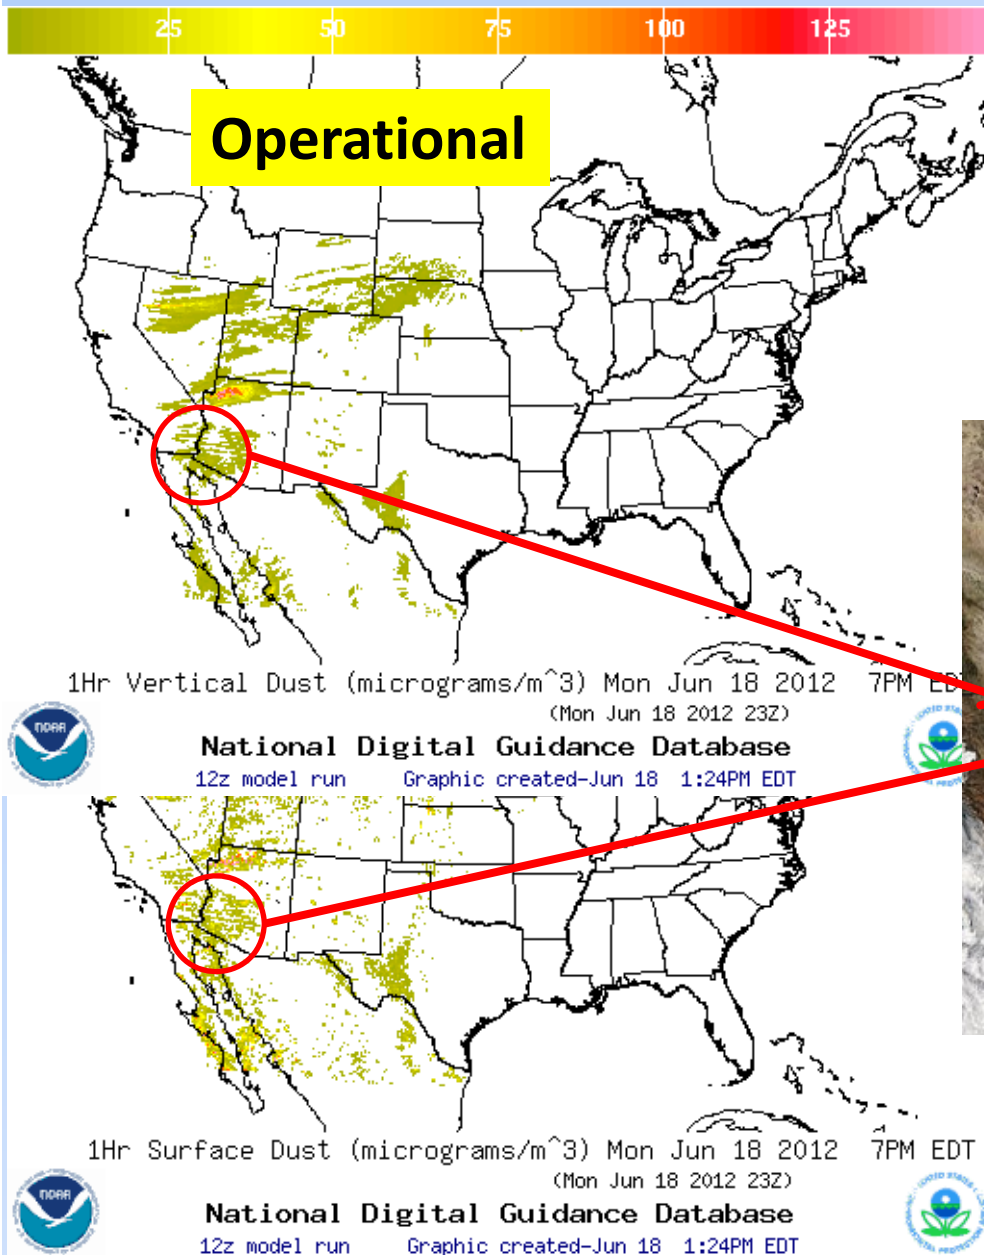 25 50 75 100 125
Operational
1Hr Vertical Dust (micrograms/m^3) Mon Jun 18 2012 7PM EDT
(Mon Jun 18 2012 23Z)
NOAA
National Digital Guidance Database
12z model run Graphic created-Jun 18 1:24PM EDT
1Hr Surface Dust (micrograms/m^3) Mon Jun 18 2012 7PM EDT
(Mon Jun 18 2012 23Z)
NOAA
National Digital Guidance Database
12z model run Graphic created-Jun 18 1:24PM EDT